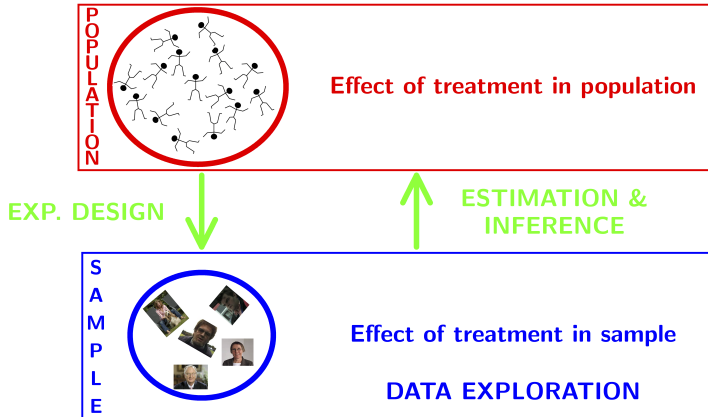 POPULATION
Effect of treatment in population
EXP. DESIGN
ESTIMATION &
INFERENCE
SAMPLE
Effect of treatment in sample
DATA EXPLORATION